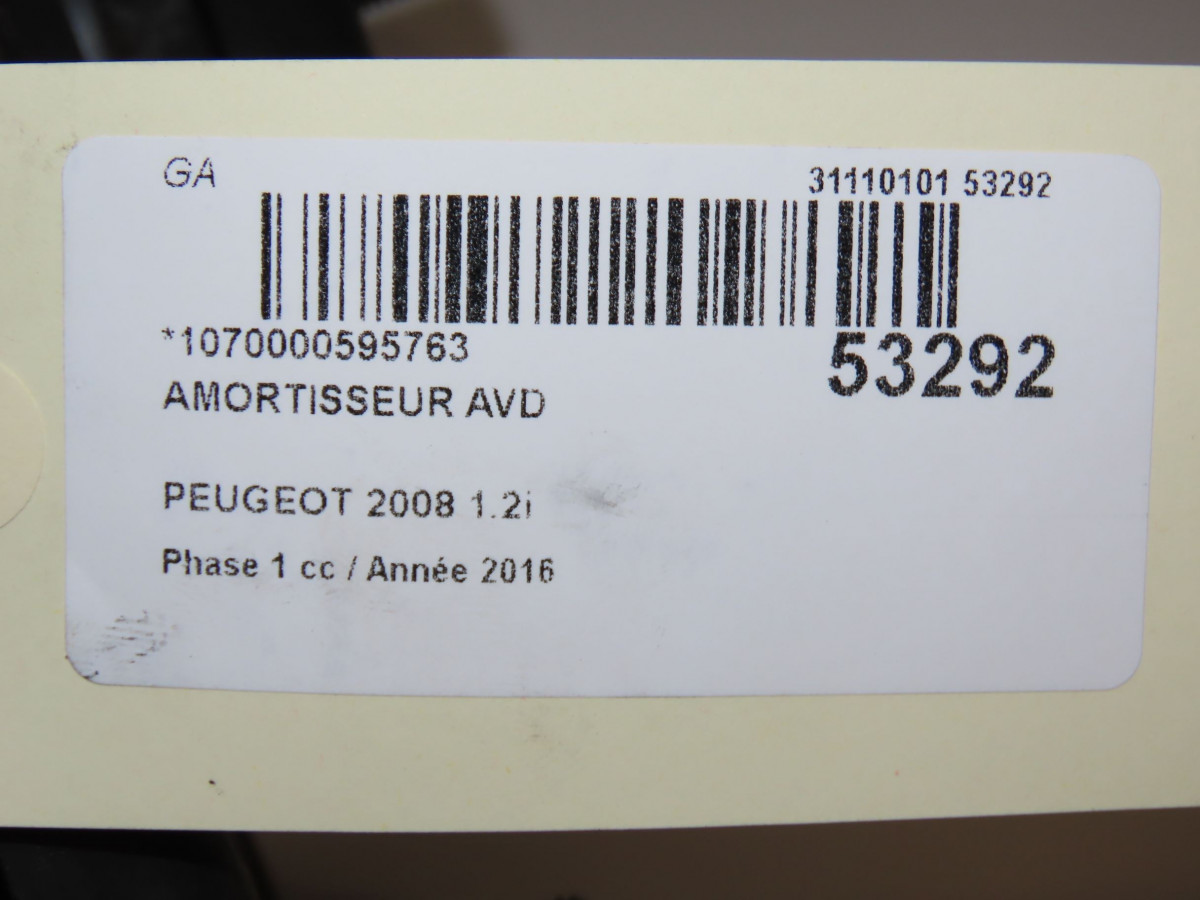 GA
31110101 53292
*1070000595763
53292
AMORTISSEUR AVD
PEUGEOT 2008 1.2i
Phase 1 cc / Année 2016